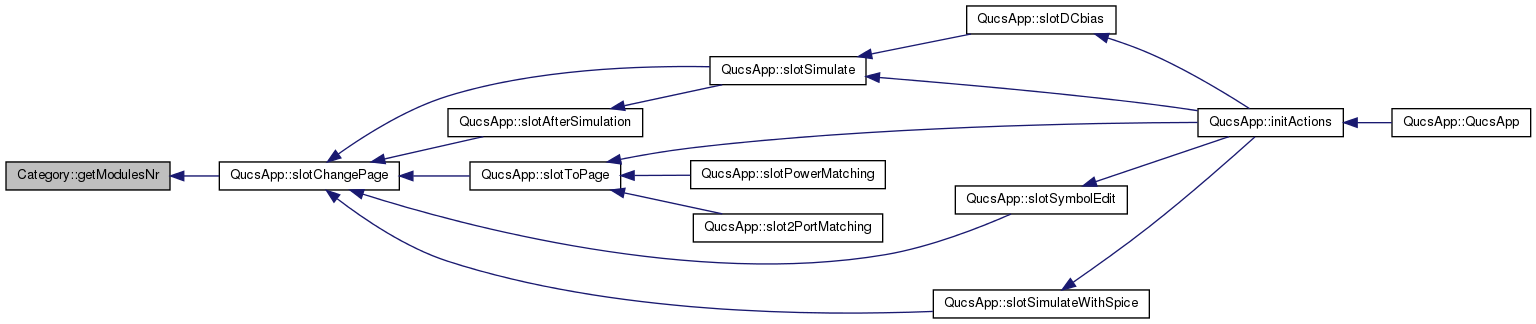 Category::getModulesNr
QucsApp::slotChangePage
QucsApp::slotSimulate
QucsApp::slotAfterSimulation
QucsApp::slotToPage
QucsApp::slotPowerMatching
QucsApp::slot2PortMatching
QucsApp::slotDCbias
QucsApp::slotSymbolEdit
QucsApp::slotSimulateWithSpice
QucsApp::initActions
QucsApp::QucsApp